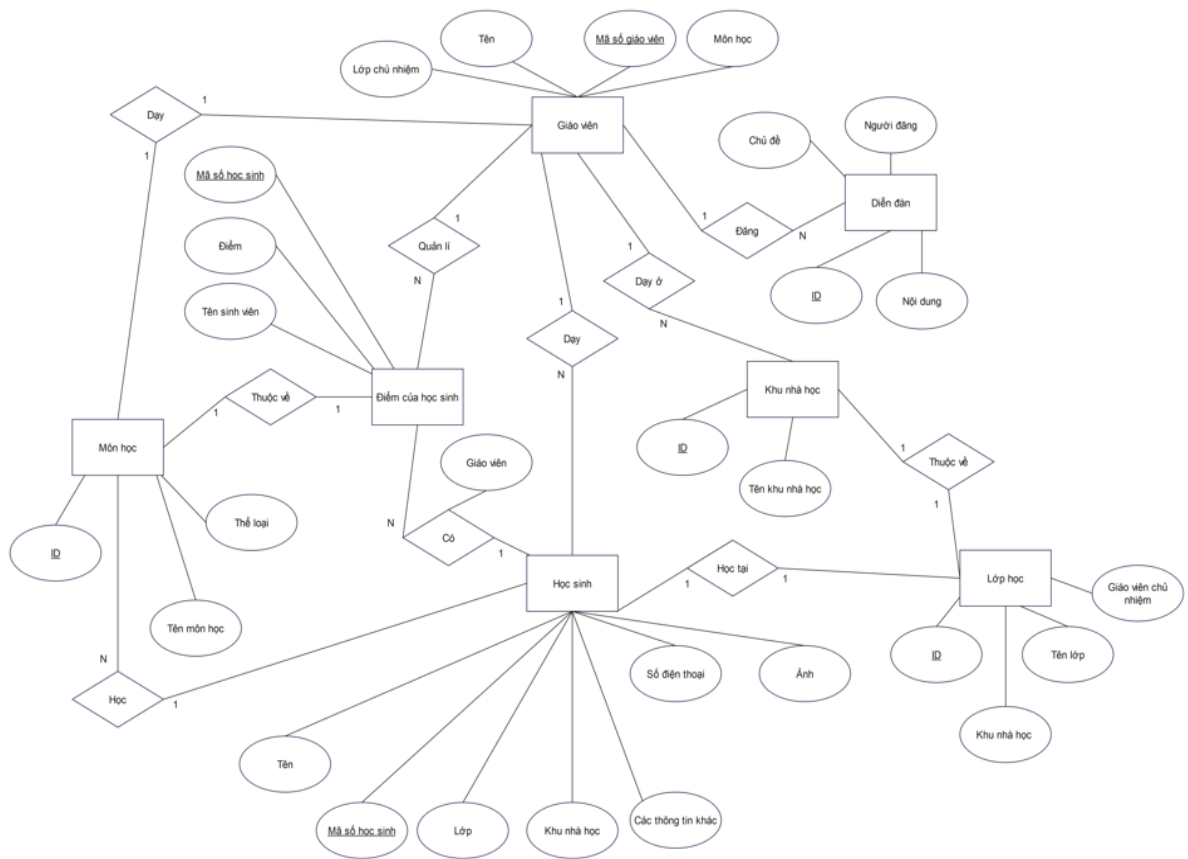 Tên
Mã số giáo viên
Môn học
Lớp chủ nhiệm
Dạy
1
Giáo viên
Người đăng
Chủ đề
1
Mã số học sinh
Diễn đàn
1
1
Đăng
N
Điểm
Quản lí
1
Dạy ở
N
ID
Nội dung
Tên sinh viên
1
N
Dạy
N
Khu nhà học
Thuộc về
1
1
Điểm của học sinh
Môn học
ID
1
Thuộc về
Giáo viên
Tên khu nhà học
1
Thể loại
N
Có
1
ID
Học sinh
Học tại
1
1
Lớp học
Giáo viên chủ
nhiệm
Tên môn học
ID
Tên lớp
N
Số điện thoại
Ảnh
Học
1
Khu nhà học
Tên
Mã số học sinh
Lớp
Khu nhà học
Các thông tin khác